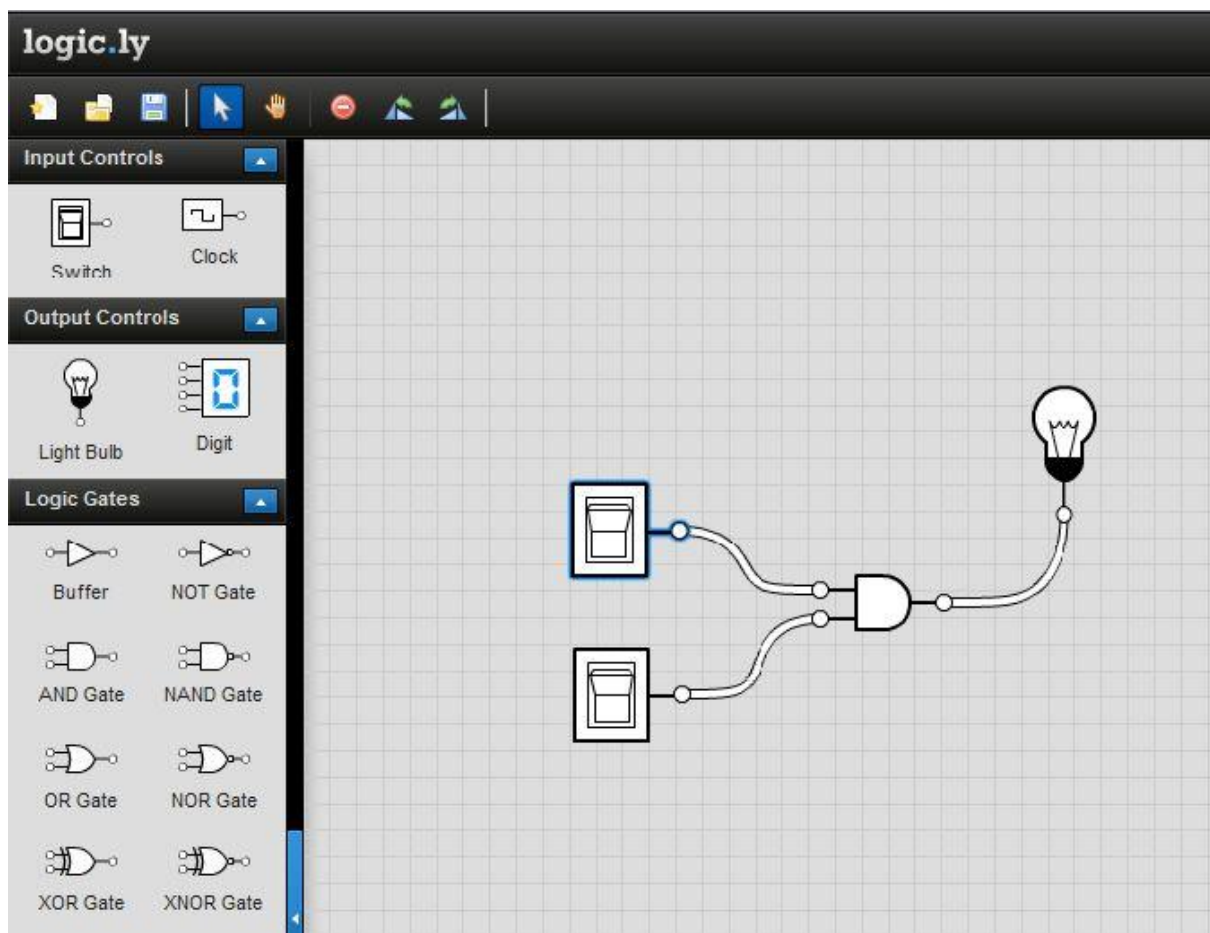 logic.ly
Input Controls
Switch
Clock
Output Controls
Light Bulb
Digit
Logic Gates
Buffer
NOT Gate
AND Gate
NAND Gate
OR Gate
NOR Gate
XOR Gate
XNOR Gate